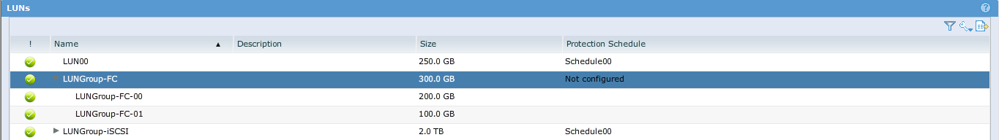 LUNs ?
! Name ▲ Description Size Protection Schedule
LUN00 250.0 GB Schedule00
LUNGroup-FC 300.0 GB Not configured
LUNGroup-FC-00 200.0 GB
LUNGroup-FC-01 100.0 GB
LUNGroup-iSCSI 2.0 TB Schedule00